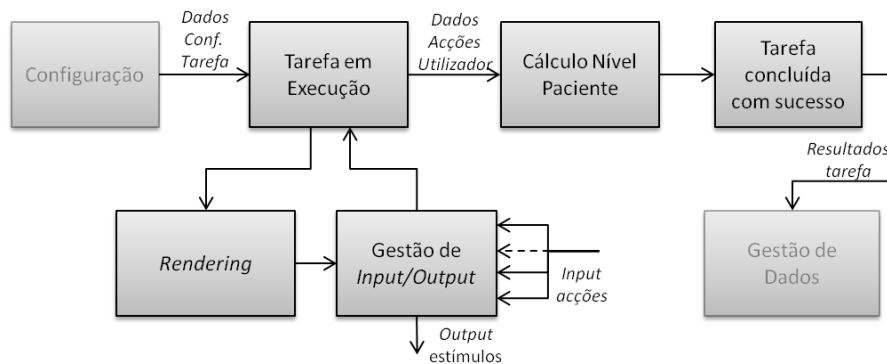 Configuração
Dados
Conf.
Tarefa
Tarefa em
Execução
Dados
Acções
Utilizador
Cálculo Nível
Paciente
Tarefa
concluída
com sucesso
Resultados
tarefa
Rendering
Gestão de
Input/Output
Input
acções
Gestão de
Dados
Output
estímulos